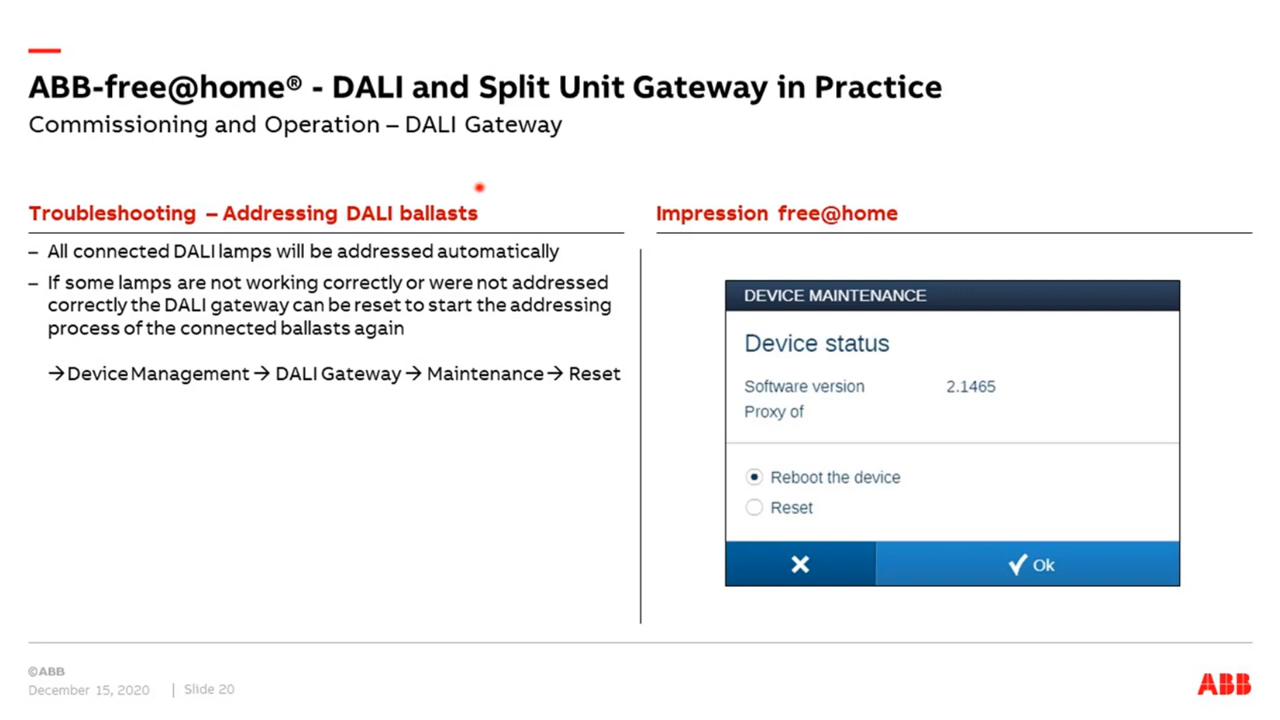 ABB-free@home® - DALI and Split Unit Gateway in Practice
Commissioning and Operation – DALI Gateway
Troubleshooting – Addressing DALI ballasts
– All connected DALI lamps will be addressed automatically
– If some lamps are not working correctly or were not addressed
correctly the DALI gateway can be reset to start the addressing
process of the connected ballasts again
→ Device Management → DALI Gateway → Maintenance → Reset
Impression free@home
DEVICE MAINTENANCE
Device status
Software version 2.1465
Proxy of
Reboot the device
Reset
Ok
©ABB
December 15, 2020 | Slide 20
ABB